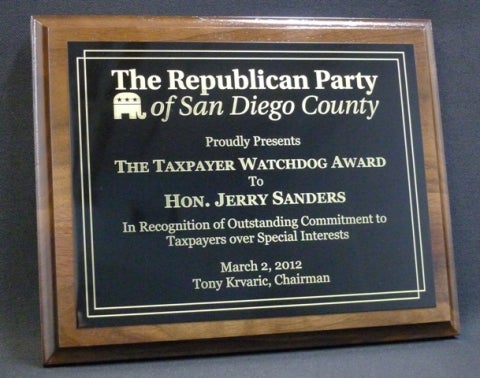 The Republican Party
of San Diego County
Proudly Presents
THE TAXPAYER WATCHDOG AWARD
To
HON. JERRY SANDERS
In Recognition of Outstanding Commitment to
Taxpayers over Special Interests
March 2, 2012
Tony Krvaric, Chairman